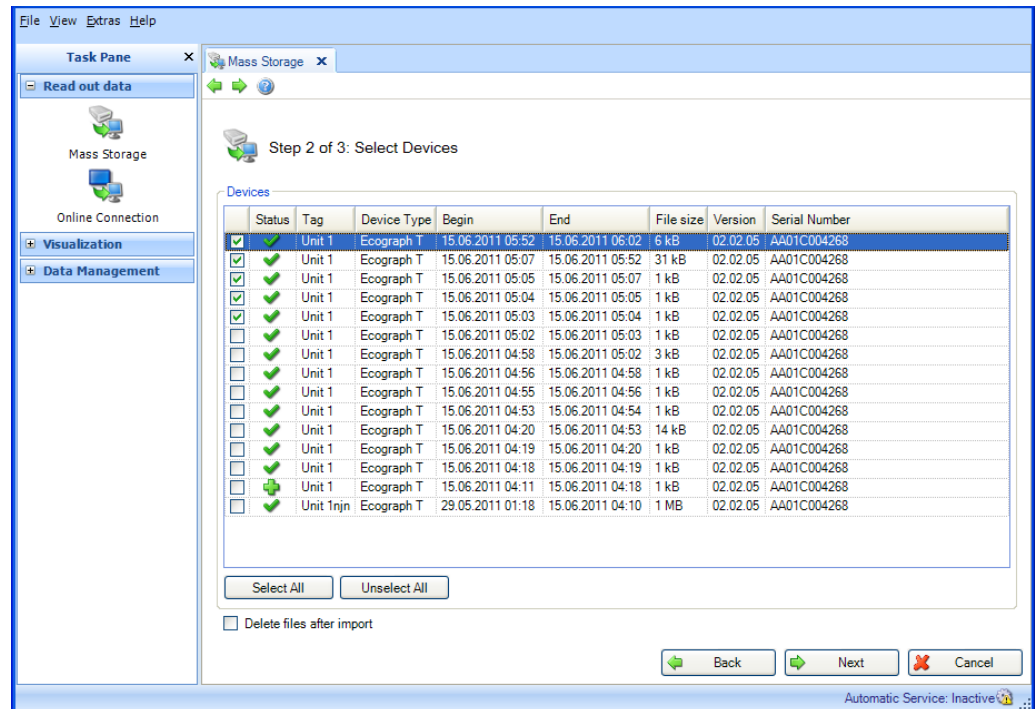 File View Extras Help
Task Pane
Mass Storage
Read out data
Mass Storage
Online Connection
Visualization
Data Management
Step 2 of 3: Select Devices
Devices
Status Tag Device Type Begin End File size Version Serial Number
Unit 1 Ecograph T 15.06.2011 05:52 15.06.2011 06:02 6 kB 02.02.05 AA01C004268
Unit 1 Ecograph T 15.06.2011 05:07 15.06.2011 05:52 31 kB 02.02.05 AA01C004268
Unit 1 Ecograph T 15.06.2011 05:05 15.06.2011 05:07 1 kB 02.02.05 AA01C004268
Unit 1 Ecograph T 15.06.2011 05:04 15.06.2011 05:05 1 kB 02.02.05 AA01C004268
Unit 1 Ecograph T 15.06.2011 05:03 15.06.2011 05:04 1 kB 02.02.05 AA01C004268
Unit 1 Ecograph T 15.06.2011 05:02 15.06.2011 05:03 1 kB 02.02.05 AA01C004268
Unit 1 Ecograph T 15.06.2011 04:58 15.06.2011 05:02 3 kB 02.02.05 AA01C004268
Unit 1 Ecograph T 15.06.2011 04:56 15.06.2011 04:58 1 kB 02.02.05 AA01C004268
Unit 1 Ecograph T 15.06.2011 04:55 15.06.2011 04:56 1 kB 02.02.05 AA01C004268
Unit 1 Ecograph T 15.06.2011 04:53 15.06.2011 04:54 1 kB 02.02.05 AA01C004268
Unit 1 Ecograph T 15.06.2011 04:20 15.06.2011 04:53 14 kB 02.02.05 AA01C004268
Unit 1 Ecograph T 15.06.2011 04:19 15.06.2011 04:20 1 kB 02.02.05 AA01C004268
Unit 1 Ecograph T 15.06.2011 04:18 15.06.2011 04:19 1 kB 02.02.05 AA01C004268
Unit 1 Ecograph T 15.06.2011 04:11 15.06.2011 04:18 1 kB 02.02.05 AA01C004268
Unit 1njn Ecograph T 29.05.2011 01:18 15.06.2011 04:10 1 MB 02.02.05 AA01C004268
Select All Unselect All
Delete files after import
Back Next Cancel
Automatic Service: Inactive